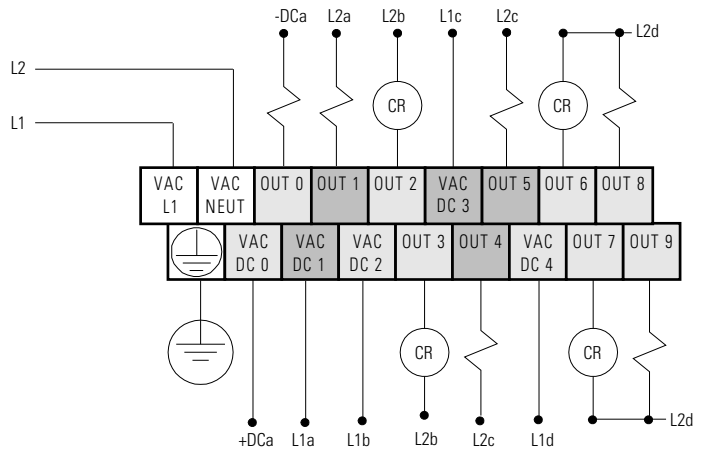 -DCa L2a L2b L1c L2c L2d
L2
CR CR
L1
VAC L1
VAC NEUT
OUT 0
OUT 1
OUT 2
VAC DC 3
OUT 5
OUT 6
OUT 8
VAC DC 0
VAC DC 1
VAC DC 2
OUT 3
OUT 4
VAC DC 4
OUT 7
OUT 9
CR CR
+DCa L1a L1b L2b L2c L1d L2d